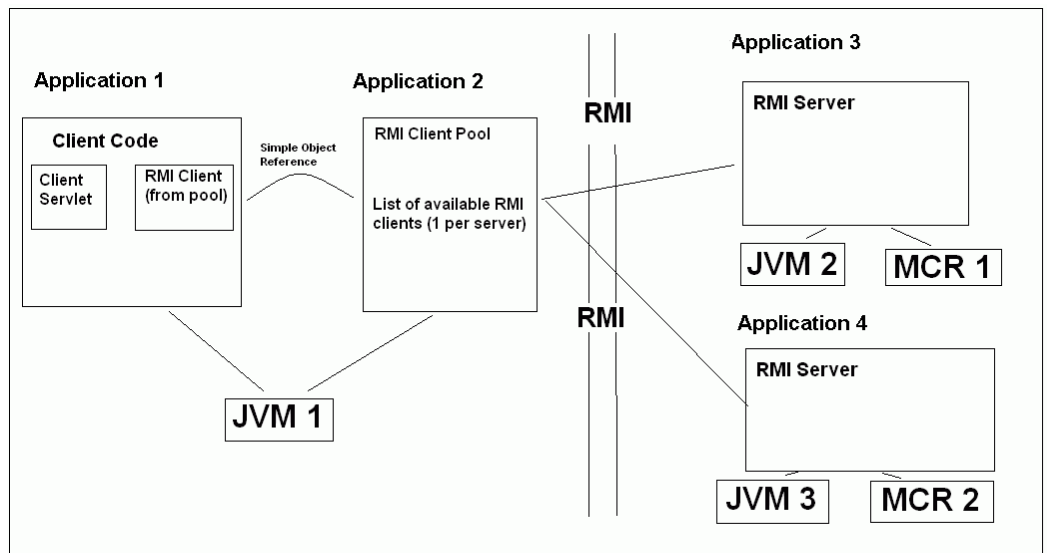 Application 1
Client Code
Client
Servlet
RMI Client
(from pool)
Simple Object
Reference
Application 2
RMI Client Pool
List of available RMI
clients (1 per server)
JVM 1
RMI
RMI
Application 3
RMI Server
JVM 2
MCR 1
Application 4
RMI Server
JVM 3
MCR 2